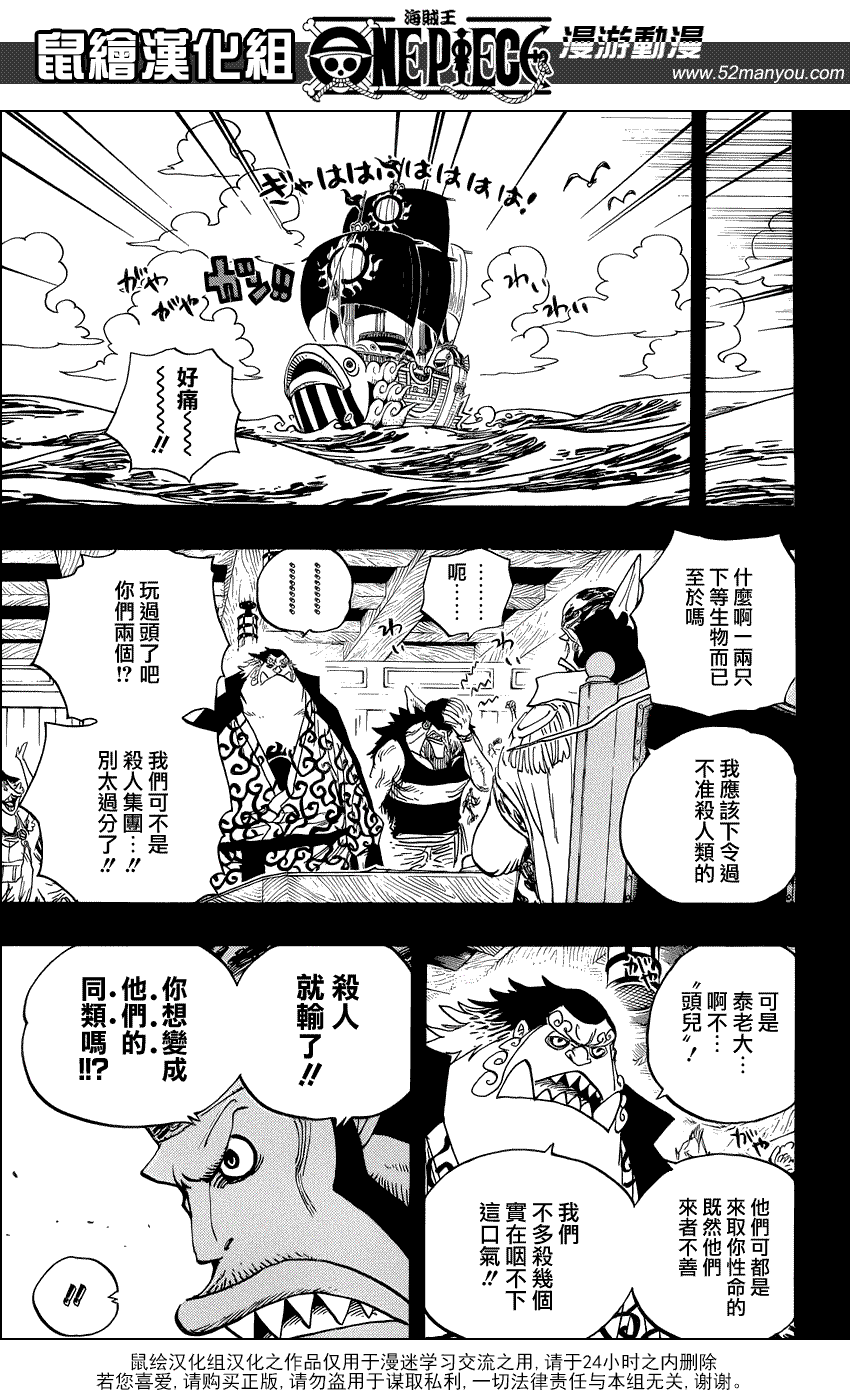 鼠繪漢化組
海賊王
ONE PIECE
漫游動漫
www.52manyou.com
ぎゃはははははははは!
わい
わい
ガヤ
ガヤ
好痛
~~~~!!
什麼啊一兩只
下等生物而已
至於嗎
我應該下令過
不准殺人類的
呃……
……
玩過頭了吧
你們兩個!?
我們可不是
殺人集團…!!
別太過分了!!
可是
泰老大…
啊不…
“頭兒”!
他們可都是
來取你性命的
既然他們
來者不善
我們
不多殺幾個
實在咽不下
這口氣!!
殺人
就輸了!!
你想變成
他們的
同類嗎!!?
!!
鼠绘汉化组汉化之作品仅用于漫迷学习交流之用, 请于24小时之内删除
若您喜爱, 请购买正版, 请勿盗用于谋取私利, 一切法律责任与本组无关, 谢谢。